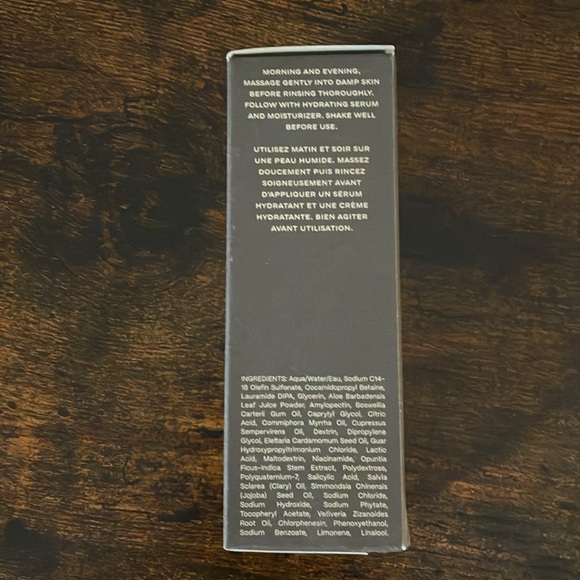 MORNING AND EVENING,
MASSAGE GENTLY INTO DAMP SKIN
BEFORE RINSING THOROUGHLY.
FOLLOW WITH HYDRATING SERUM
AND MOISTURIZER. SHAKE WELL
BEFORE USE.
UTILISEZ MATIN ET SOIR SUR
UNE PEAU HUMIDE. MASSEZ
DOUCEMENT PUIS RINCEZ
SOIGNEUSEMENT AVANT
D'APPLIQUER UN SÉRUM
HYDRATANT ET UNE CRÈME
HYDRATANTE. BIEN AGITER
AVANT UTILISATION.
INGREDIENTS: Aqua/Water/Eau, Sodium C14-
18 Olefin Sulfonate, Cocamidopropyl Betaine,
Lauramide DIPA, Glycerin, Aloe Barbadensis
Leaf Juice Powder, Amylopectin, Boswellia
Carterii Gum Oil, Caprylyl Glycol, Citric
Acid, Commiphora Myrrha Oil, Cupressus
Sempervirens Oil, Dextrin, Dipropylene
Glycol, Elettaria Cardamomum Seed Oil, Guar
Hydroxypropyltrimonium Chloride, Lactic
Acid, Maltodextrin, Niacinamide, Opuntia
Ficus-indica Stem Extract, Polydextrose,
Polyquaternium-7, Salicylic Acid, Salvia
Sclarea (Clary) Oil, Simmondsia Chinensis
(Jojoba) Seed Oil, Sodium Chloride,
Sodium Hydroxide, Sodium Phytate,
Tocopheryl Acetate, Vetiveria Zizanoides
Root Oil, Chlorphenesin, Phenoxyethanol,
Sodium Benzoate, Limonene, Linalool.